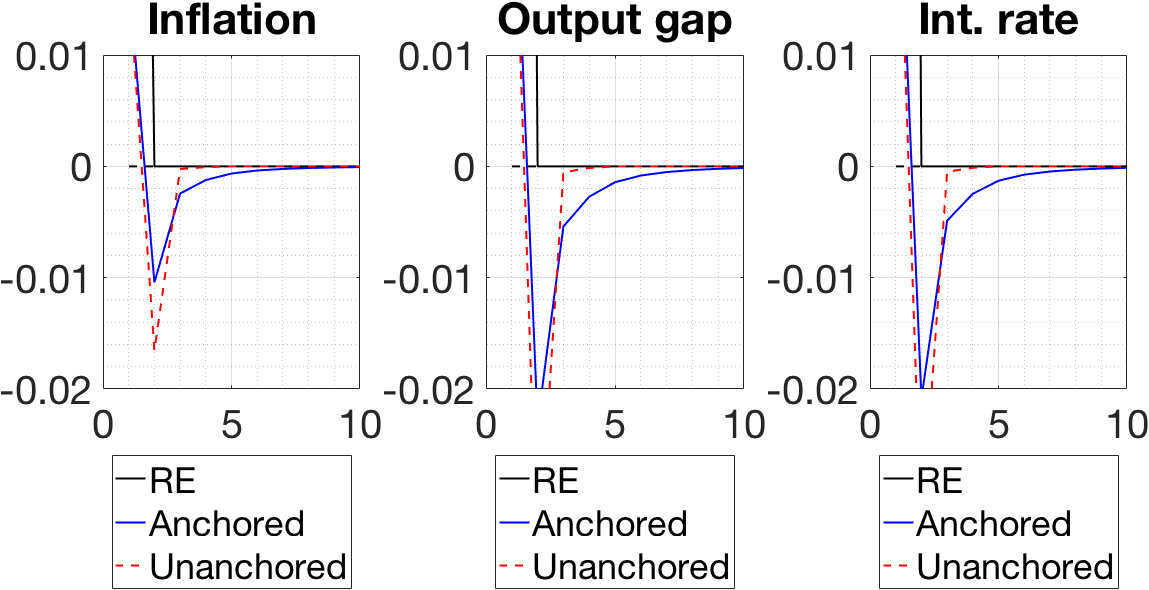 Inflation
0.01
0
-0.01
-0.02
0 5 10
RE
Anchored
Unanchored
Output gap
0.01
0
-0.01
-0.02
0 5 10
RE
Anchored
Unanchored
Int. rate
0.01
0
-0.01
-0.02
0 5 10
RE
Anchored
Unanchored